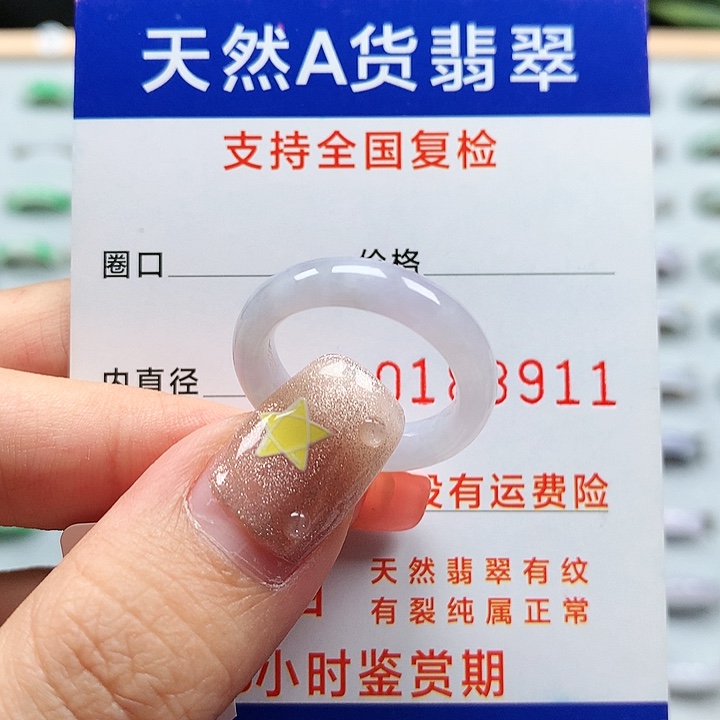 天然A货翡翠
支持全国复检
圈口 价格
内直径 0188911
没有运费险
天然翡翠有纹
有裂纯属正常
小时鉴赏期